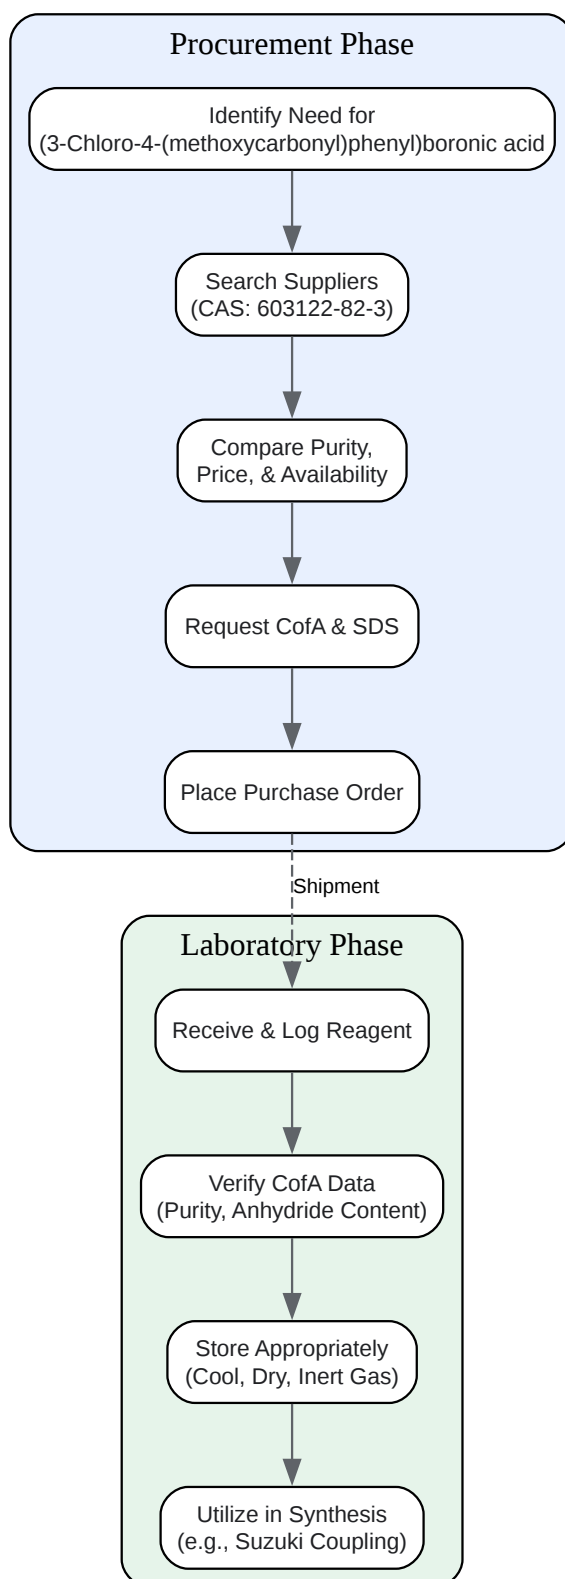 Procurement Phase
Identify Need for
(3-Chloro-4-(methoxycarbonyl)phenyl)boronic acid
Search Suppliers
(CAS: 603122-82-3)
Compare Purity,
Price, & Availability
Request CofA & SDS
Place Purchase Order
Shipment
Laboratory Phase
Receive & Log Reagent
Verify CofA Data
(Purity, Anhydride Content)
Store Appropriately
(Cool, Dry, Inert Gas)
Utilize in Synthesis
(e.g., Suzuki Coupling)